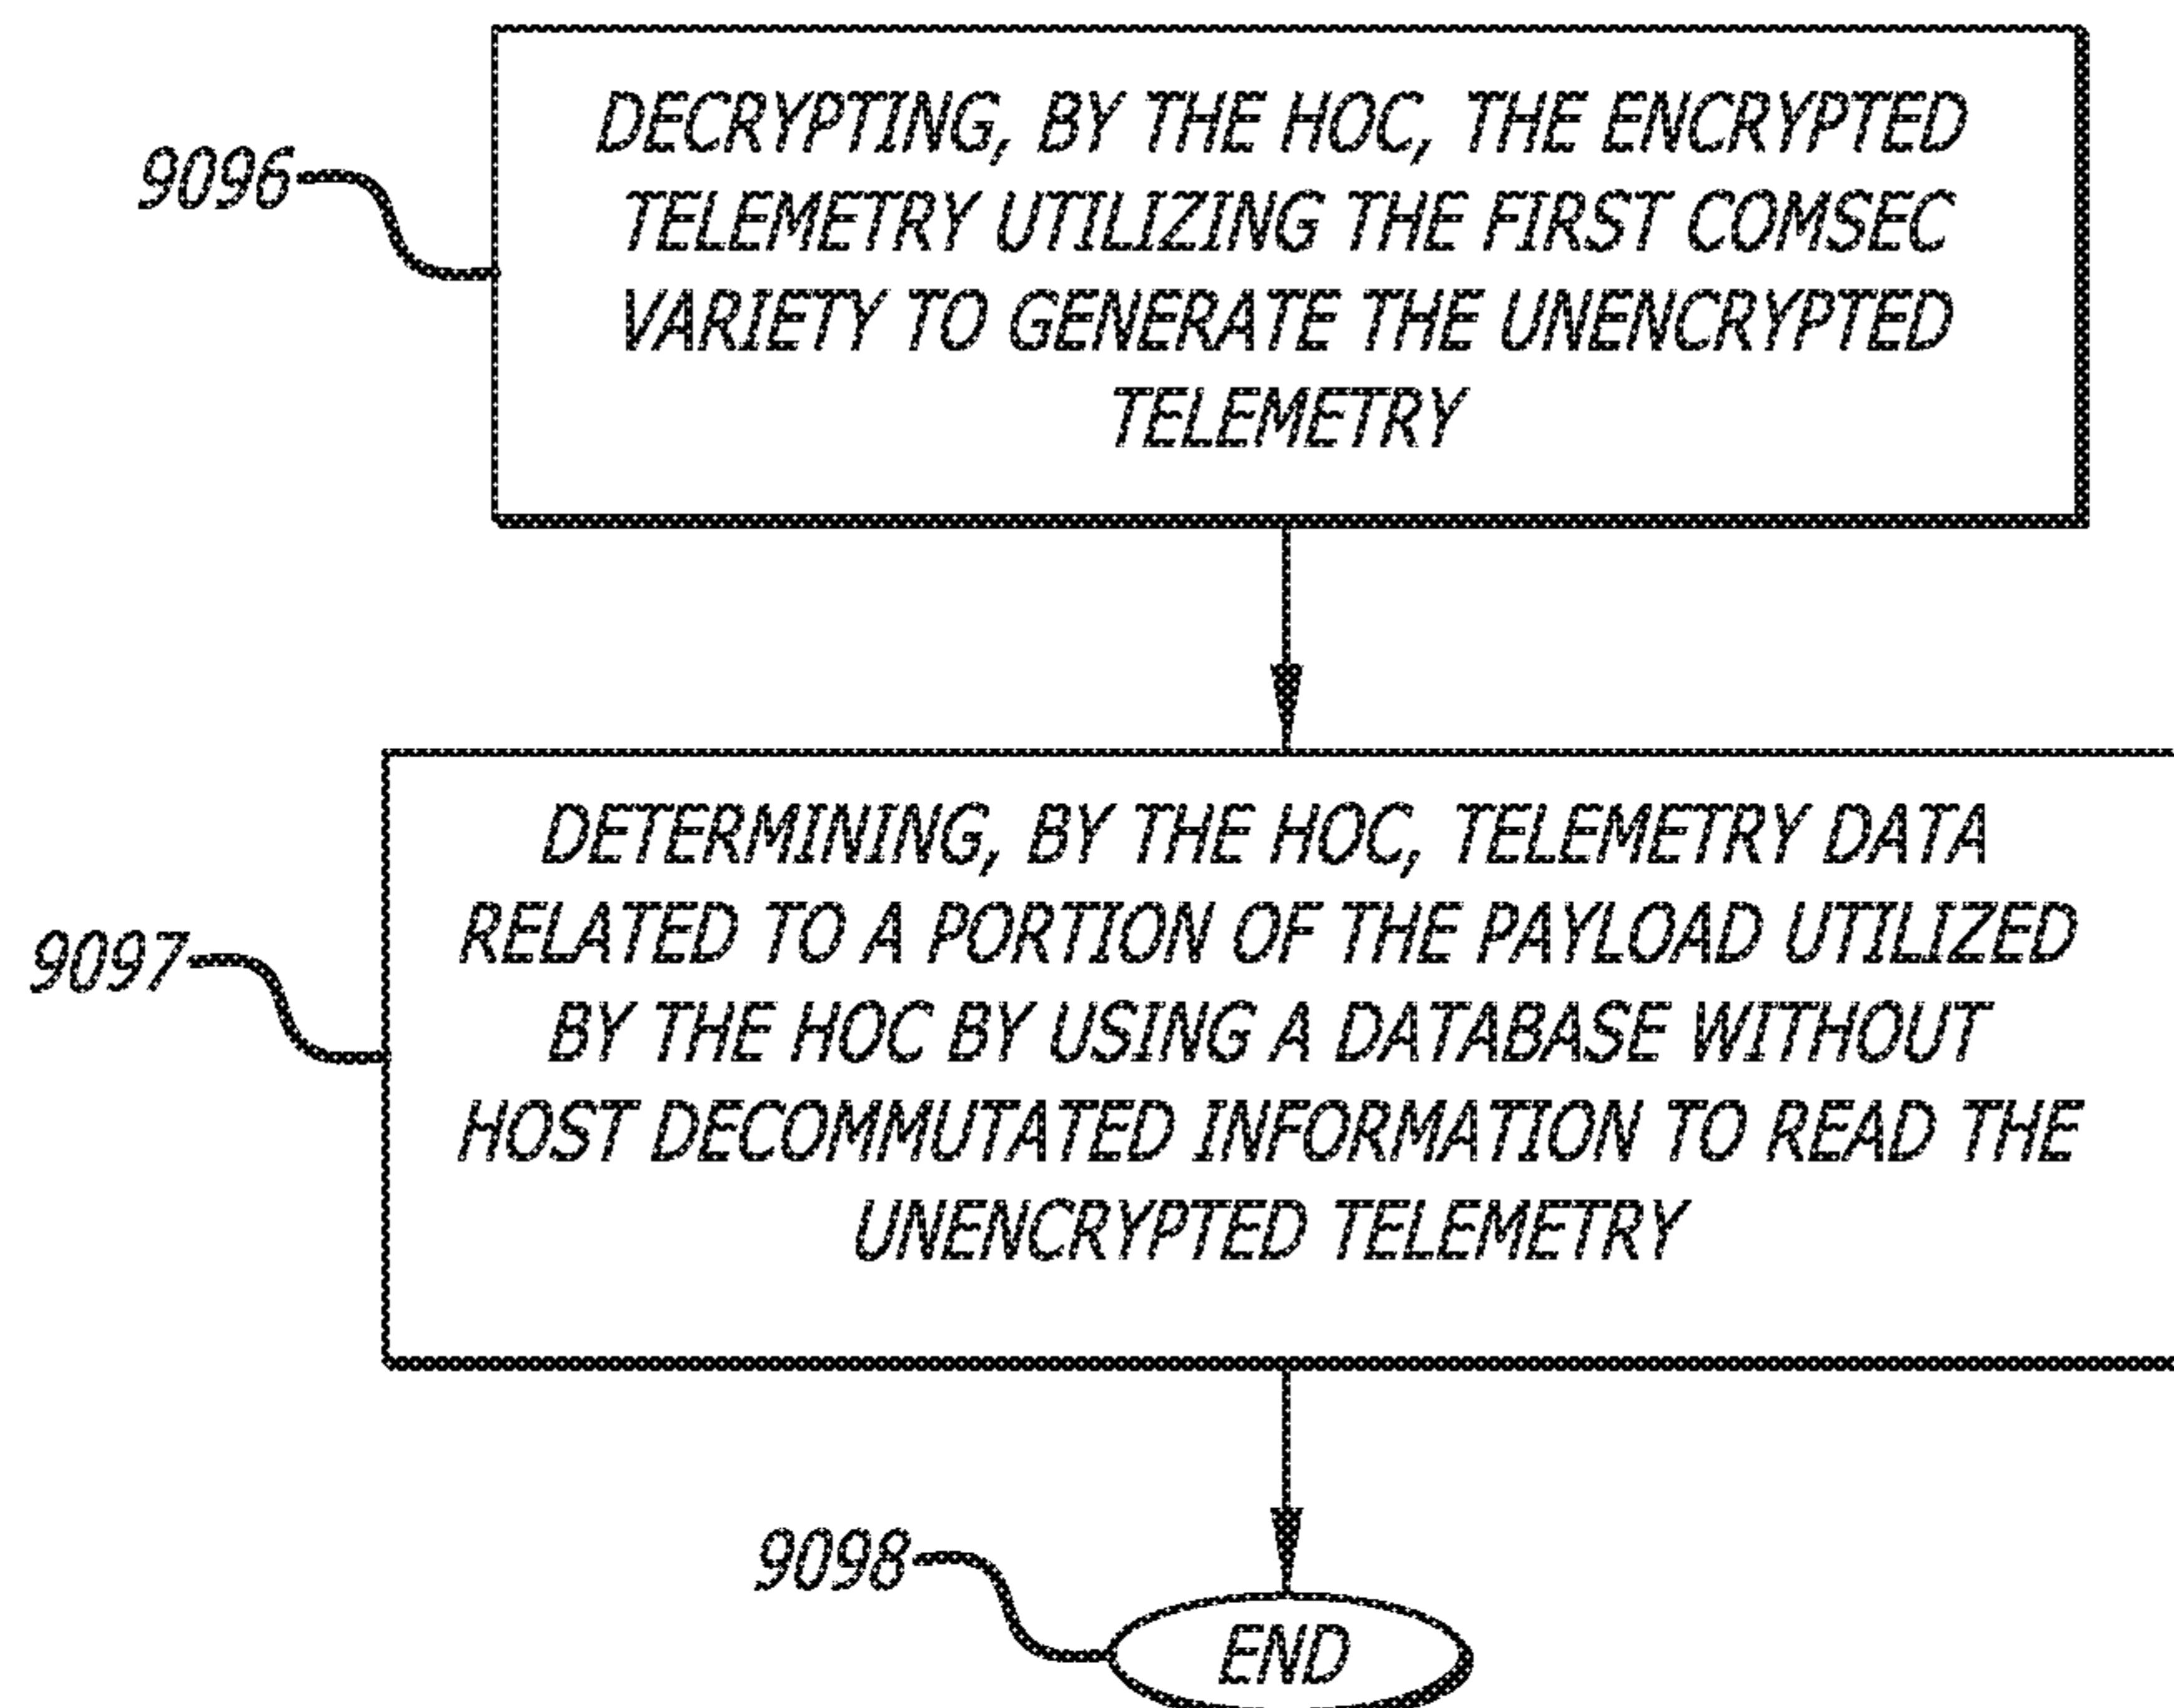 9096
DECRYPTING, BY THE HOC, THE ENCRYPTED
TELEMETRY UTILIZING THE FIRST COMSEC
VARIETY TO GENERATE THE UNENCRYPTED
TELEMETRY
9097
DETERMINING, BY THE HOC, TELEMETRY DATA
RELATED TO A PORTION OF THE PAYLOAD UTILIZED
BY THE HOC BY USING A DATABASE WITHOUT
HOST DECOMMUTATED INFORMATION TO READ THE
UNENCRYPTED TELEMETRY
9098
END